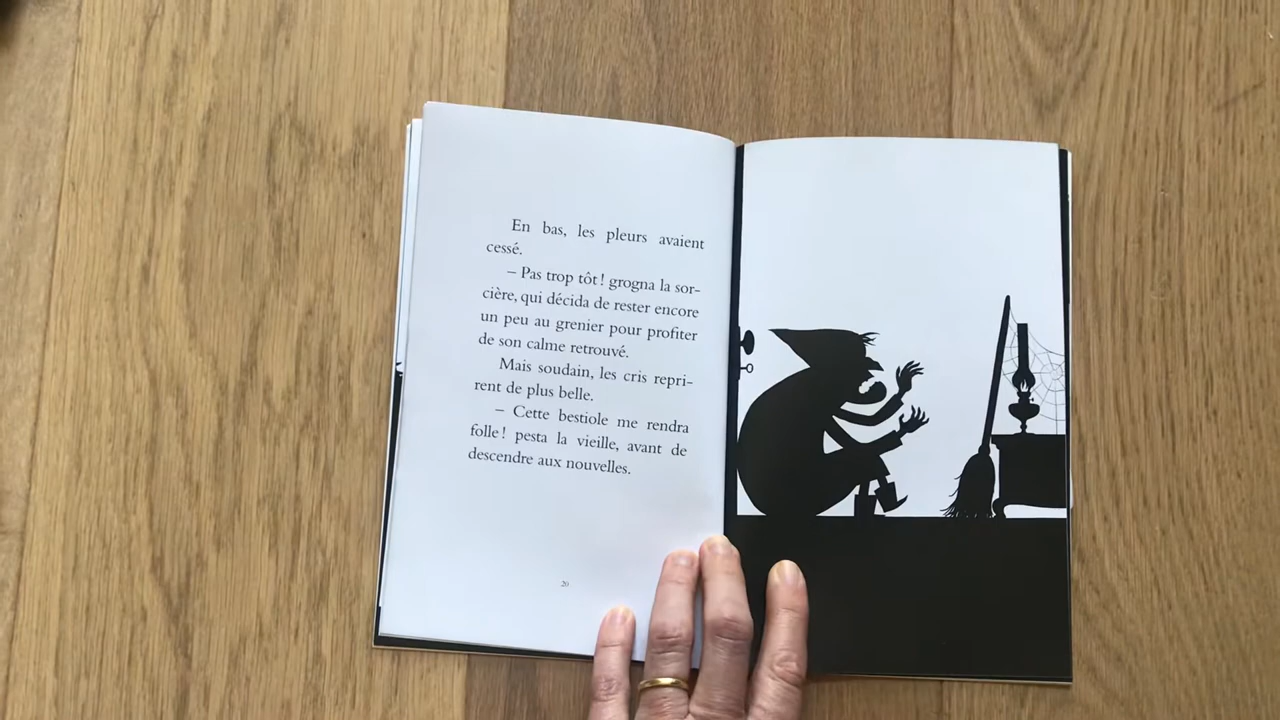 En bas, les pleurs avaient
cessé.
– Pas trop tôt ! grogna la sor-
cière, qui décida de rester encore
un peu au grenier pour profiter
de son calme retrouvé.
Mais soudain, les cris repri-
rent de plus belle.
– Cette bestiole me rendra
folle ! pesta la vieille, avant de
descendre aux nouvelles.
20